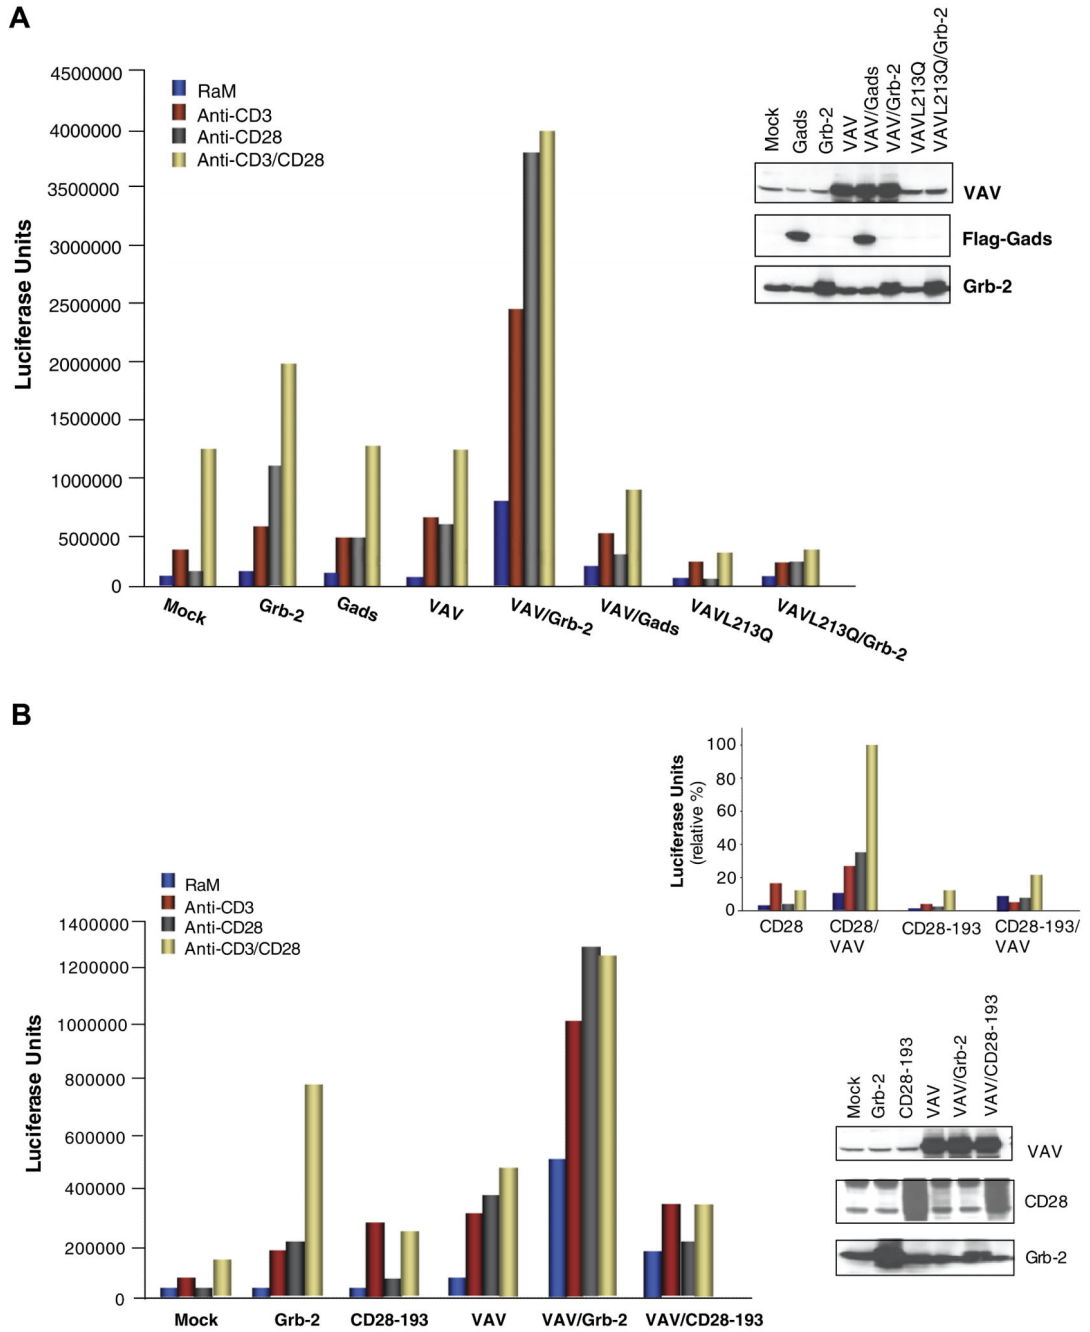 A
Luciferase Units
4500000
4000000
3500000
3000000
2500000
2000000
1500000
1000000
500000
0
RaM
Anti-CD3
Anti-CD28
Anti-CD3/CD28
Mock
Grb-2
Gads
VAV
VAV/Grb-2
VAV/Gads
VAVL213Q
VAVL213Q/Grb-2
Mock
Gads
Grb-2
VAV
VAV/Gads
VAV/Grb-2
VAVL213Q
VAVL213Q/Grb-2
VAV
Flag-Gads
Grb-2
B
Luciferase Units
1400000
1200000
1000000
800000
600000
400000
200000
0
RaM
Anti-CD3
Anti-CD28
Anti-CD3/CD28
Mock
Grb-2
CD28-193
VAV
VAV/Grb-2
VAV/CD28-193
Luciferase Units
(relative %)
100
80
60
40
20
0
CD28
CD28/
VAV
CD28-193
CD28-193/
VAV
Mock
Grb-2
CD28-193
VAV
VAV/Grb-2
VAV/CD28-193
VAV
CD28
Grb-2